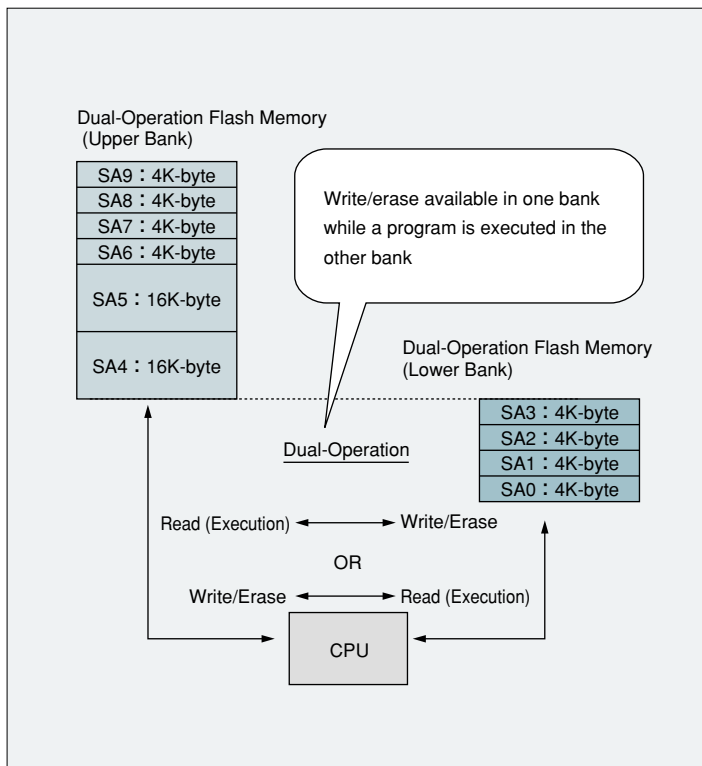 Dual-Operation Flash Memory
(Upper Bank)
SA9：4K-byte
SA8：4K-byte
SA7：4K-byte
SA6：4K-byte
SA5：16K-byte
SA4：16K-byte
Write/erase available in one bank
while a program is executed in the
other bank
Dual-Operation Flash Memory
(Lower Bank)
SA3：4K-byte
SA2：4K-byte
SA1：4K-byte
SA0：4K-byte
Dual-Operation
Read (Execution) Write/Erase
OR
Write/Erase Read (Execution)
CPU